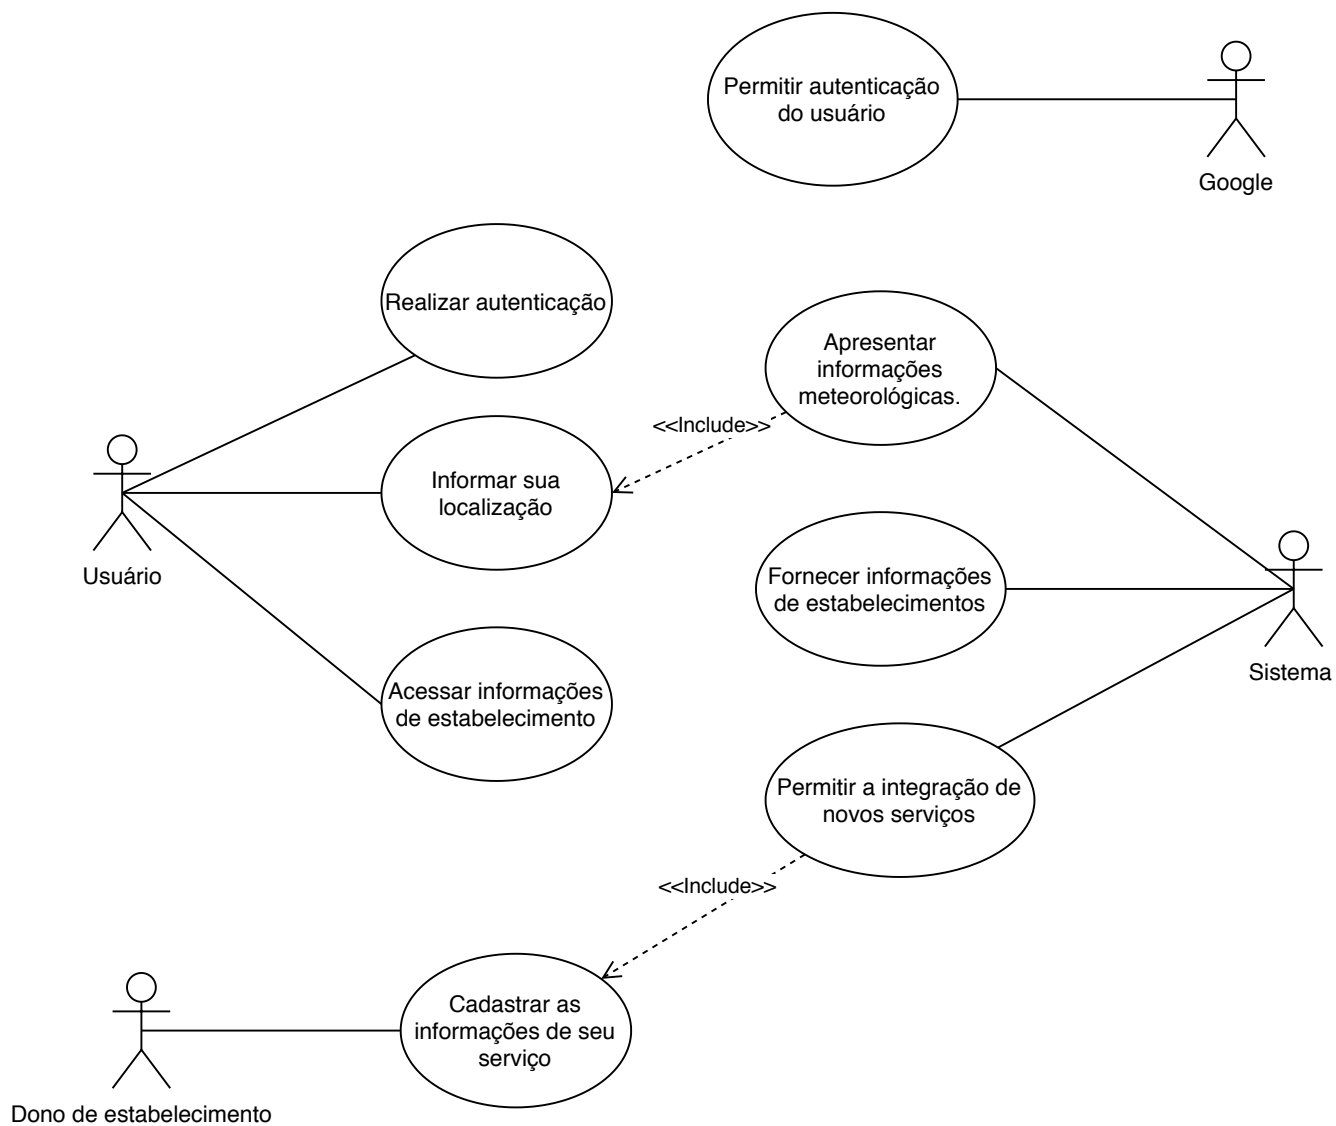 Permitir autenticação
do usuário
Google
Realizar autenticação
Apresentar
informações
meteorológicas.
<<Include>>
Informar sua
localização
Usuário
Fornecer informações
de estabelecimentos
Sistema
Acessar informações
de estabelecimento
Permitir a integração de
novos serviços
<<Include>>
Cadastrar as
informações de seu
serviço
Dono de estabelecimento